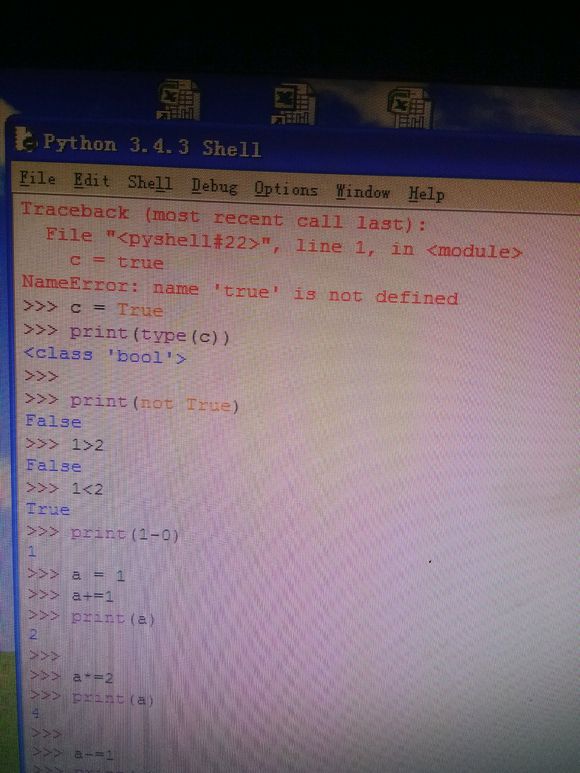 Python 3.4.3 Shell
File Edit Shell Debug Options Window Help
Traceback (most recent call last):
  File "<pyshell#22>", line 1, in <module>
    c = true
NameError: name 'true' is not defined
>>> c = True
>>> print(type(c))
<class 'bool'>
>>>
>>> print(not True)
False
>>> 1>2
False
>>> 1<2
True
>>> print(1-0)
1
>>> a = 1
>>> a+=1
>>> print(a)
2
>>>
>>> a*=2
>>> print(a)
4
>>>
>>> a-=1